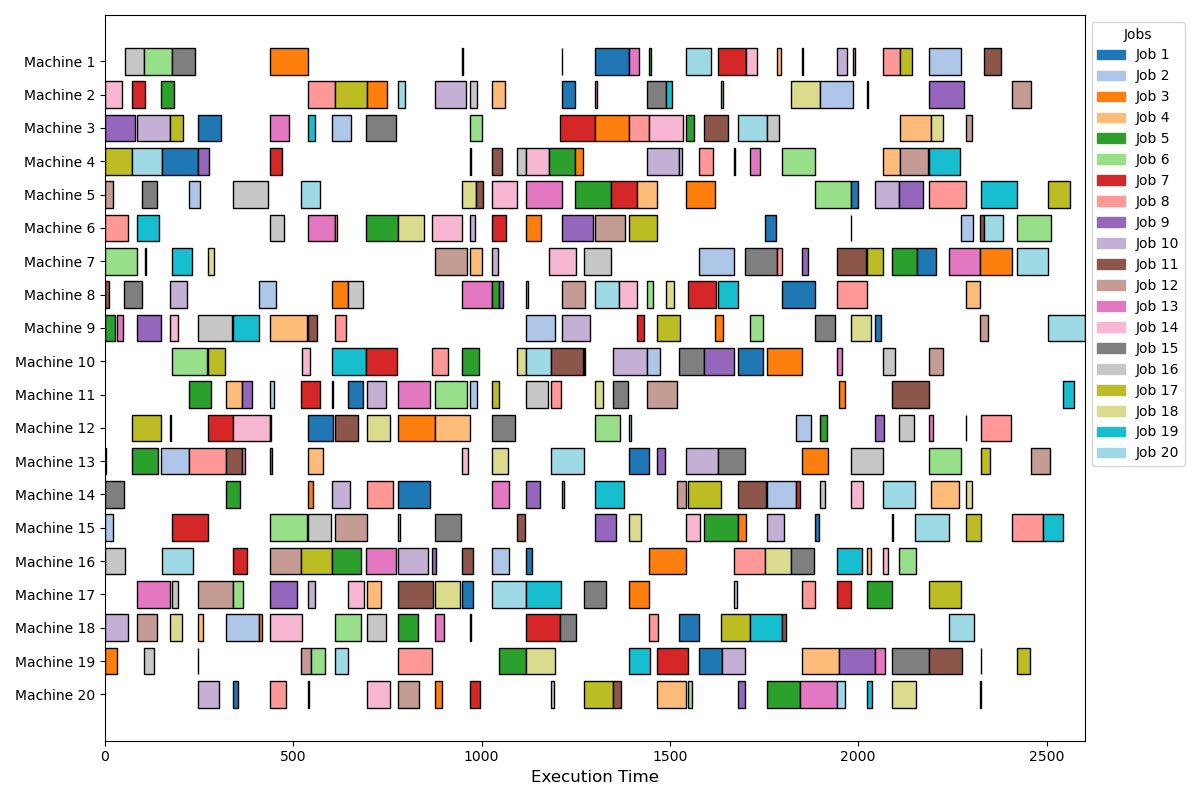 Machine 1
Machine 2
Machine 3
Machine 4
Machine 5
Machine 6
Machine 7
Machine 8
Machine 9
Machine 10
Machine 11
Machine 12
Machine 13
Machine 14
Machine 15
Machine 16
Machine 17
Machine 18
Machine 19
Machine 20
0 500 1000 1500 2000 2500
Execution Time
Jobs
Job 1
Job 2
Job 3
Job 4
Job 5
Job 6
Job 7
Job 8
Job 9
Job 10
Job 11
Job 12
Job 13
Job 14
Job 15
Job 16
Job 17
Job 18
Job 19
Job 20